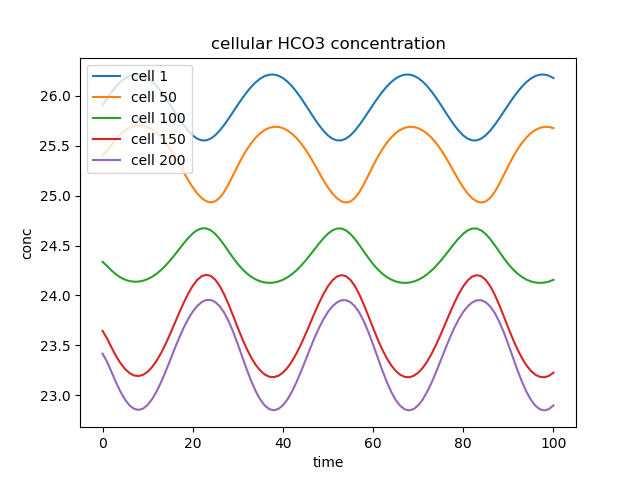 cellular HCO3 concentration
cell 1
cell 50
cell 100
cell 150
cell 200
26.0
25.5
25.0
24.5
24.0
23.5
23.0
conc
0 20 40 60 80 100
time